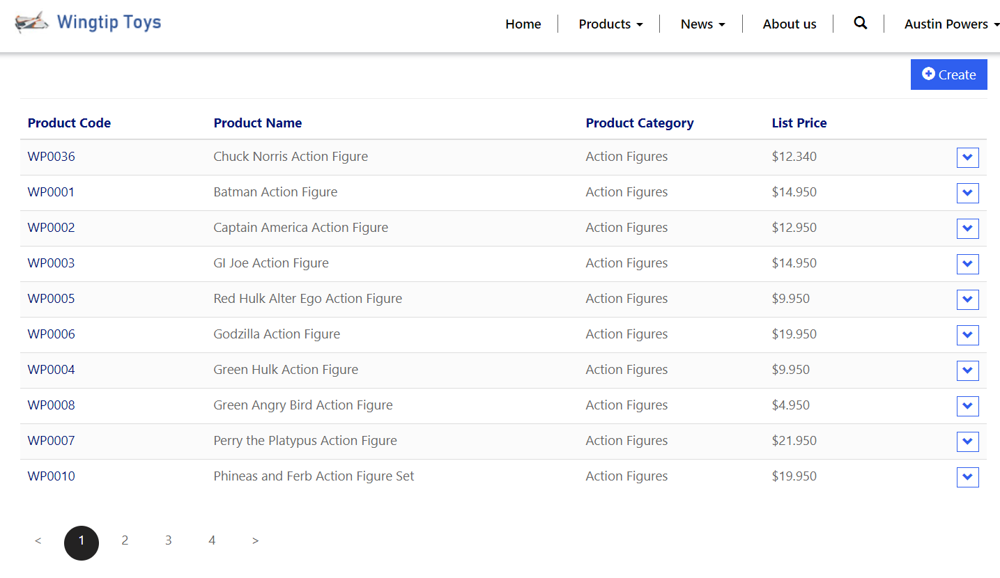 Wingtip Toys Home Products News About us Austin Powers
Create
Product Code Product Name Product Category List Price
WP0036 Chuck Norris Action Figure Action Figures $12.340
WP0001 Batman Action Figure Action Figures $14.950
WP0002 Captain America Action Figure Action Figures $12.950
WP0003 GI Joe Action Figure Action Figures $14.950
WP0005 Red Hulk Alter Ego Action Figure Action Figures $9.950
WP0006 Godzilla Action Figure Action Figures $19.950
WP0004 Green Hulk Action Figure Action Figures $9.950
WP0008 Green Angry Bird Action Figure Action Figures $4.950
WP0007 Perry the Platypus Action Figure Action Figures $21.950
WP0010 Phineas and Ferb Action Figure Set Action Figures $19.950
< 1 2 3 4 >